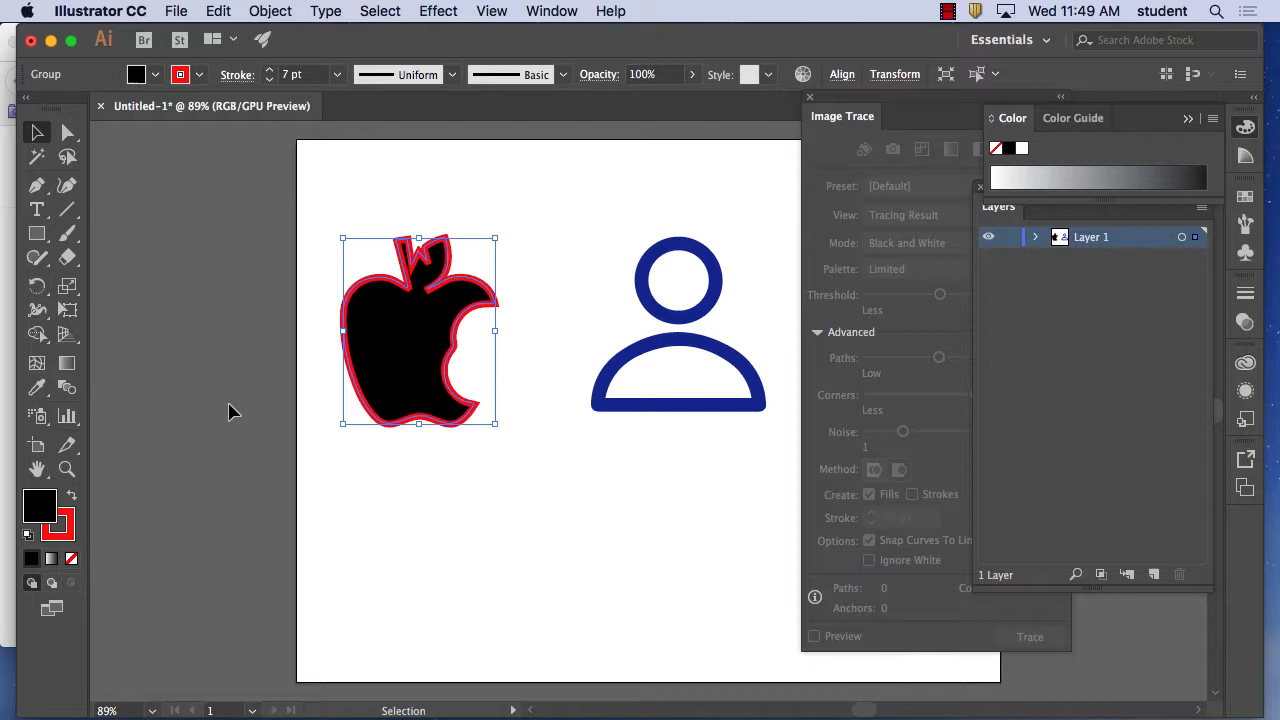 Illustrator CC File Edit Object Type Select Effect View Window Help Wed 11:49 AM student
Ai Br St Essentials Search Adobe Stock
Group Stroke: 7 pt Uniform Basic Opacity: 100% Style: Align Transform
Untitled-1* @ 89% (RGB/GPU Preview)
Image Trace
Color Color Guide
Preset: [Default]
View: Tracing Result
Mode: Black and White
Palette: Limited
Threshold:
Less
Advanced
Paths:
Low
Corners:
Less
Noise:
1
Method:
Create: Fills Strokes
Stroke:
Options: Snap Curves To Lin
Ignore White
Paths: 0 Co
Anchors: 0
Preview Trace
Layers
Layer 1
1 Layer
89% 1 Selection